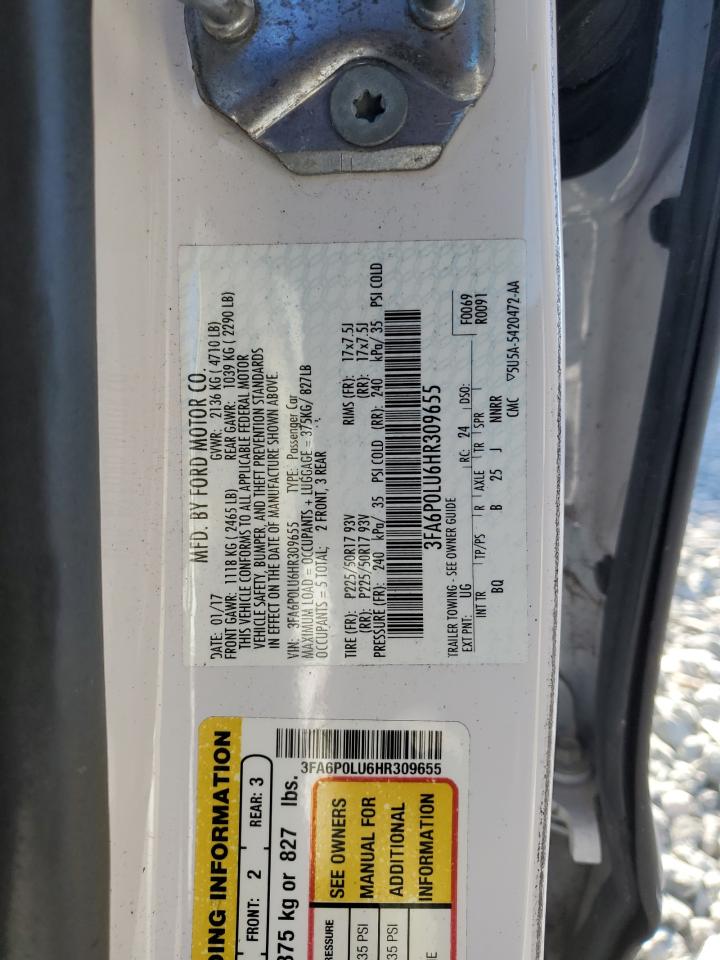 MFD. BY FORD MOTOR CO.
DATE: 01/17 GVWR: 2136 KG ( 4710 LB)
FRONT GAWR: 1118 KG ( 2465 LB) REAR GAWR: 1039 KG ( 2290 LB)
THIS VEHICLE CONFORMS TO ALL APPLICABLE FEDERAL MOTOR
VEHICLE SAFETY, BUMPER, AND THEFT PREVENTION STANDARDS
IN EFFECT ON THE DATE OF MANUFACTURE SHOWN ABOVE.
VIN: 3FA6P0LU6HR309655 TYPE: Passenger Car
MAXIMUM LOAD = OCCUPANTS + LUGGAGE = 375KG/ 827LB
OCCUPANTS = 5 TOTAL; 2 FRONT, 3 REAR
TIRE (FR): P225/50R17 93V RIMS (FR): 17x7.5J
(RR): P225/50R17 93V (RR): 17x7.5J
PRESSURE (FR): 240 kPa/ 35 PSI COLD (RR): 240 kPa/ 35 PSI COLD
3FA6P0LU6HR309655
TRAILER TOWING - SEE OWNER GUIDE F0069
R0091
EXT PNT: UG RC: 24 DSO:
INT TR TP/PS R AXLE TR SPR
BQ B 25 J NNRR
CMC ▽5U5A-5420472-AA
DING INFORMATION
FRONT: 2 REAR: 3
375 kg or 827 lbs.
3FA6P0LU6HR309655
PRESSURE
35 PSI
35 PSI
SEE OWNERS
MANUAL FOR
ADDITIONAL
INFORMATION